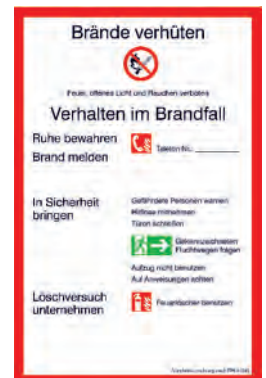 Brände verhüten
Feuer, offenes Licht und Rauchen verboten
Verhalten im Brandfall
Ruhe bewahren
Brand melden
Telefon Nr.:
In Sicherheit
bringen
Gefährdete Personen warnen
Hilflose mitnehmen
Türen schließen
Gekennzeichneten
Fluchtwegen folgen
Aufzug nicht benutzen
Auf Anweisungen achten
Löschversuch
unternehmen
Feuerlöscher benutzen